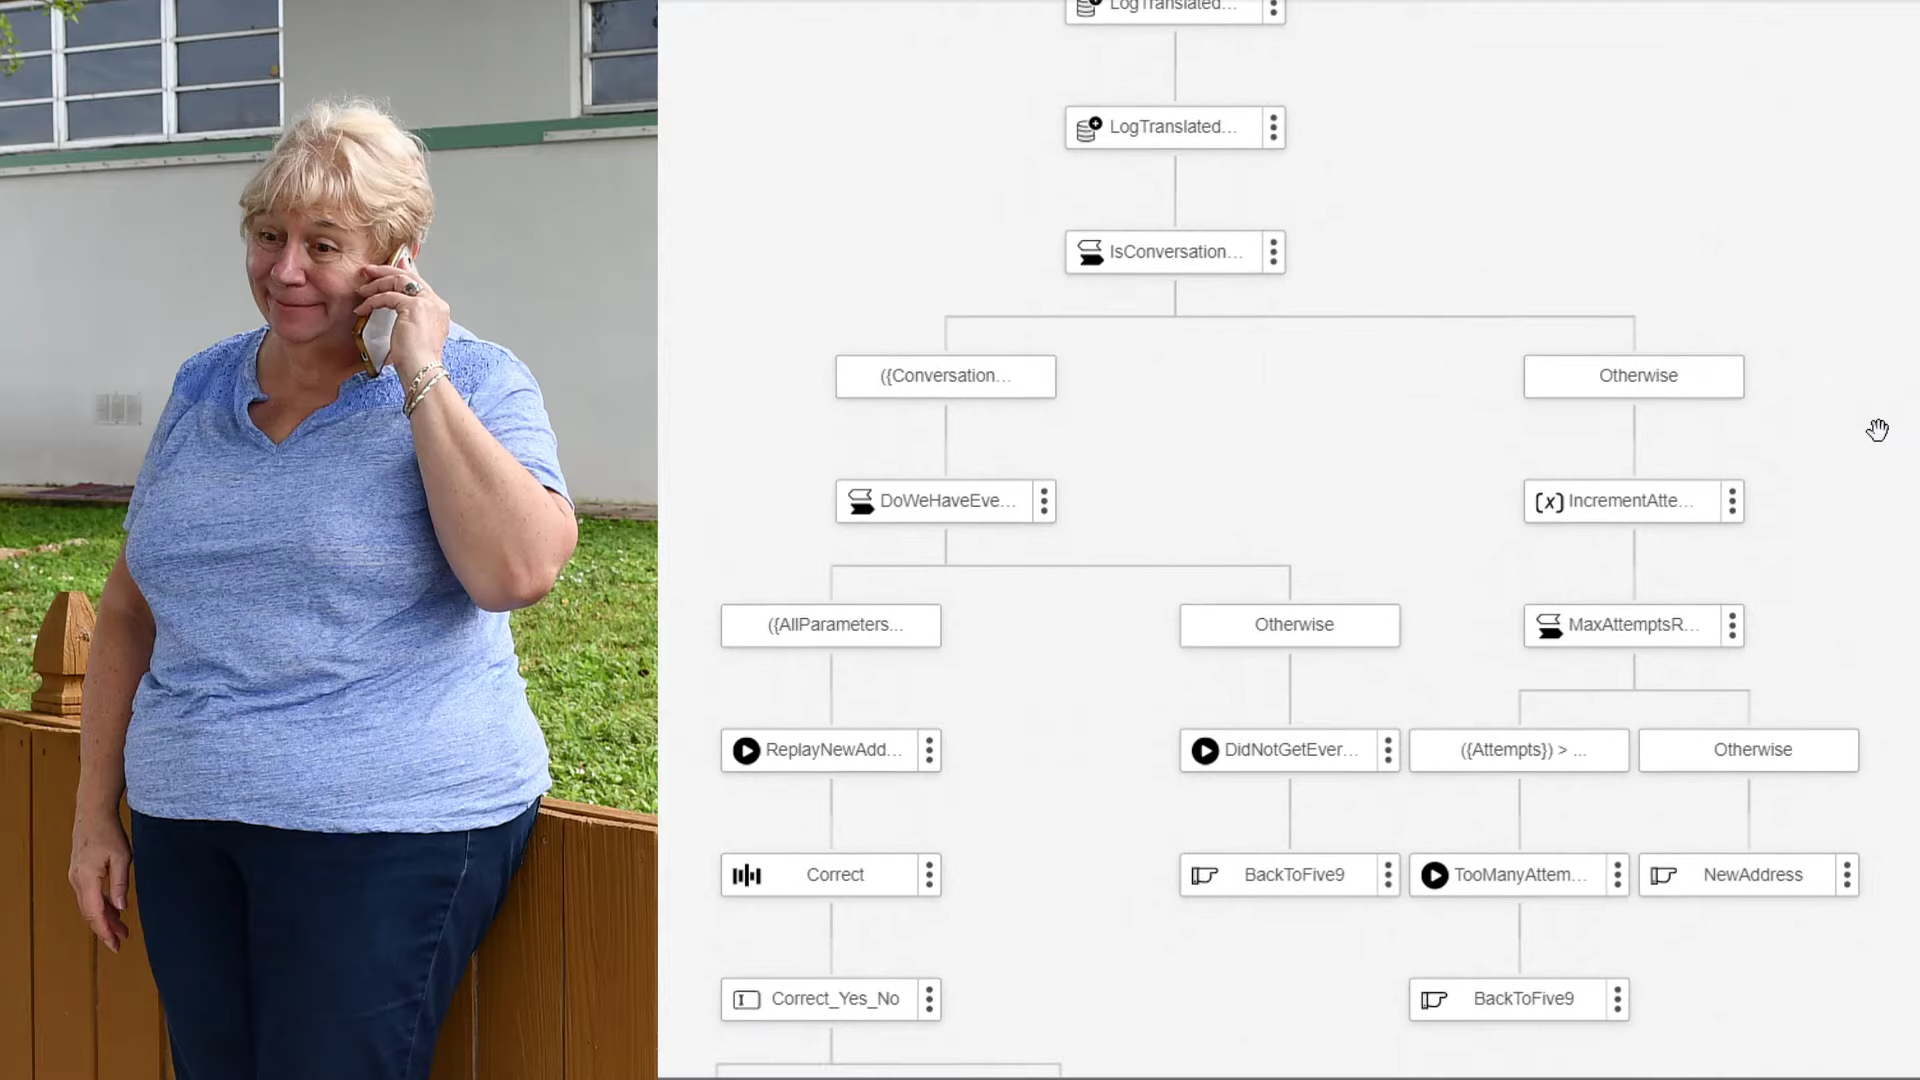 LogTranslated...
LogTranslated...
IsConversation...
({Conversation...
Otherwise
DoWeHaveEve...
IncrementAtte...
({AllParameters...
Otherwise
MaxAttemptsR...
ReplayNewAdd...
DidNotGetEver...
({Attempts}) > ...
Otherwise
Correct
BackToFive9
TooManyAttem...
NewAddress
Correct_Yes_No
BackToFive9